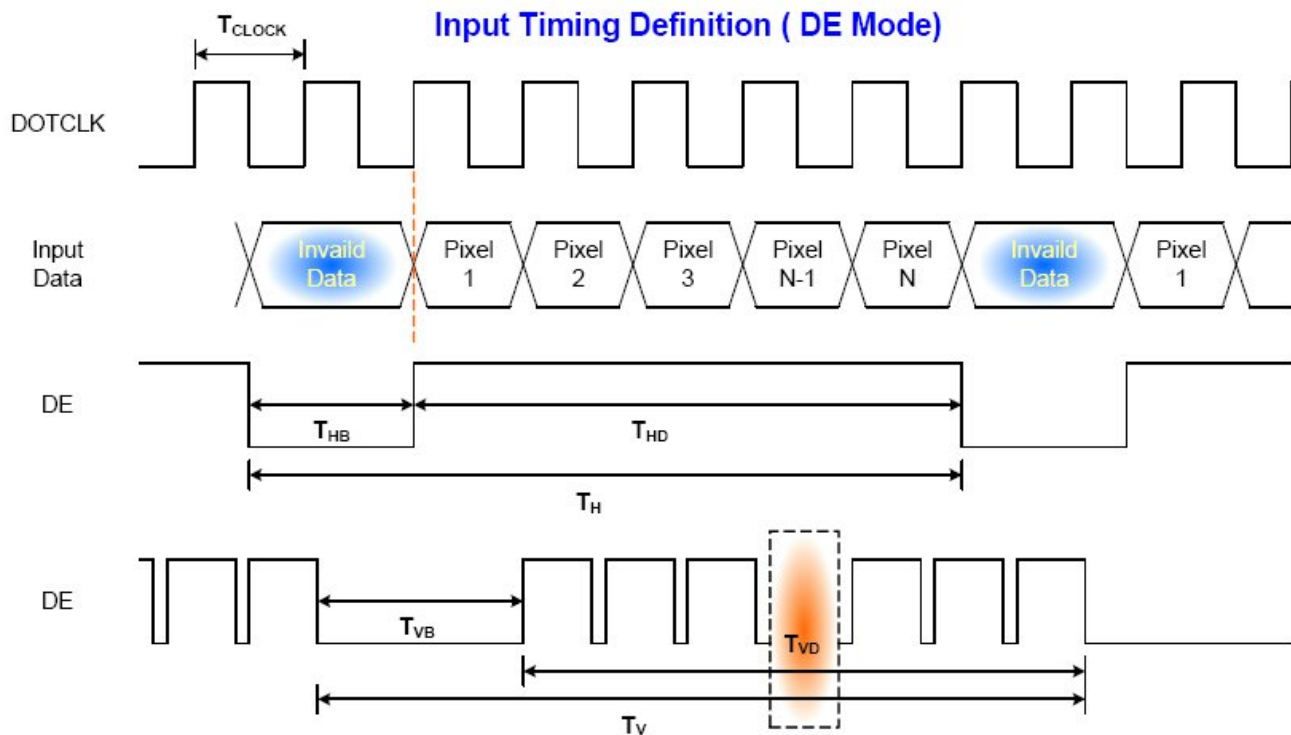 Input Timing Definition ( DE Mode)
TCLOCK
DOTCLK
Input
Data
Invaild
Data
Pixel
1
Pixel
2
Pixel
3
Pixel
N-1
Pixel
N
Invaild
Data
Pixel
1
DE
THB
THD
TH
DE
TVB
TVD
TV